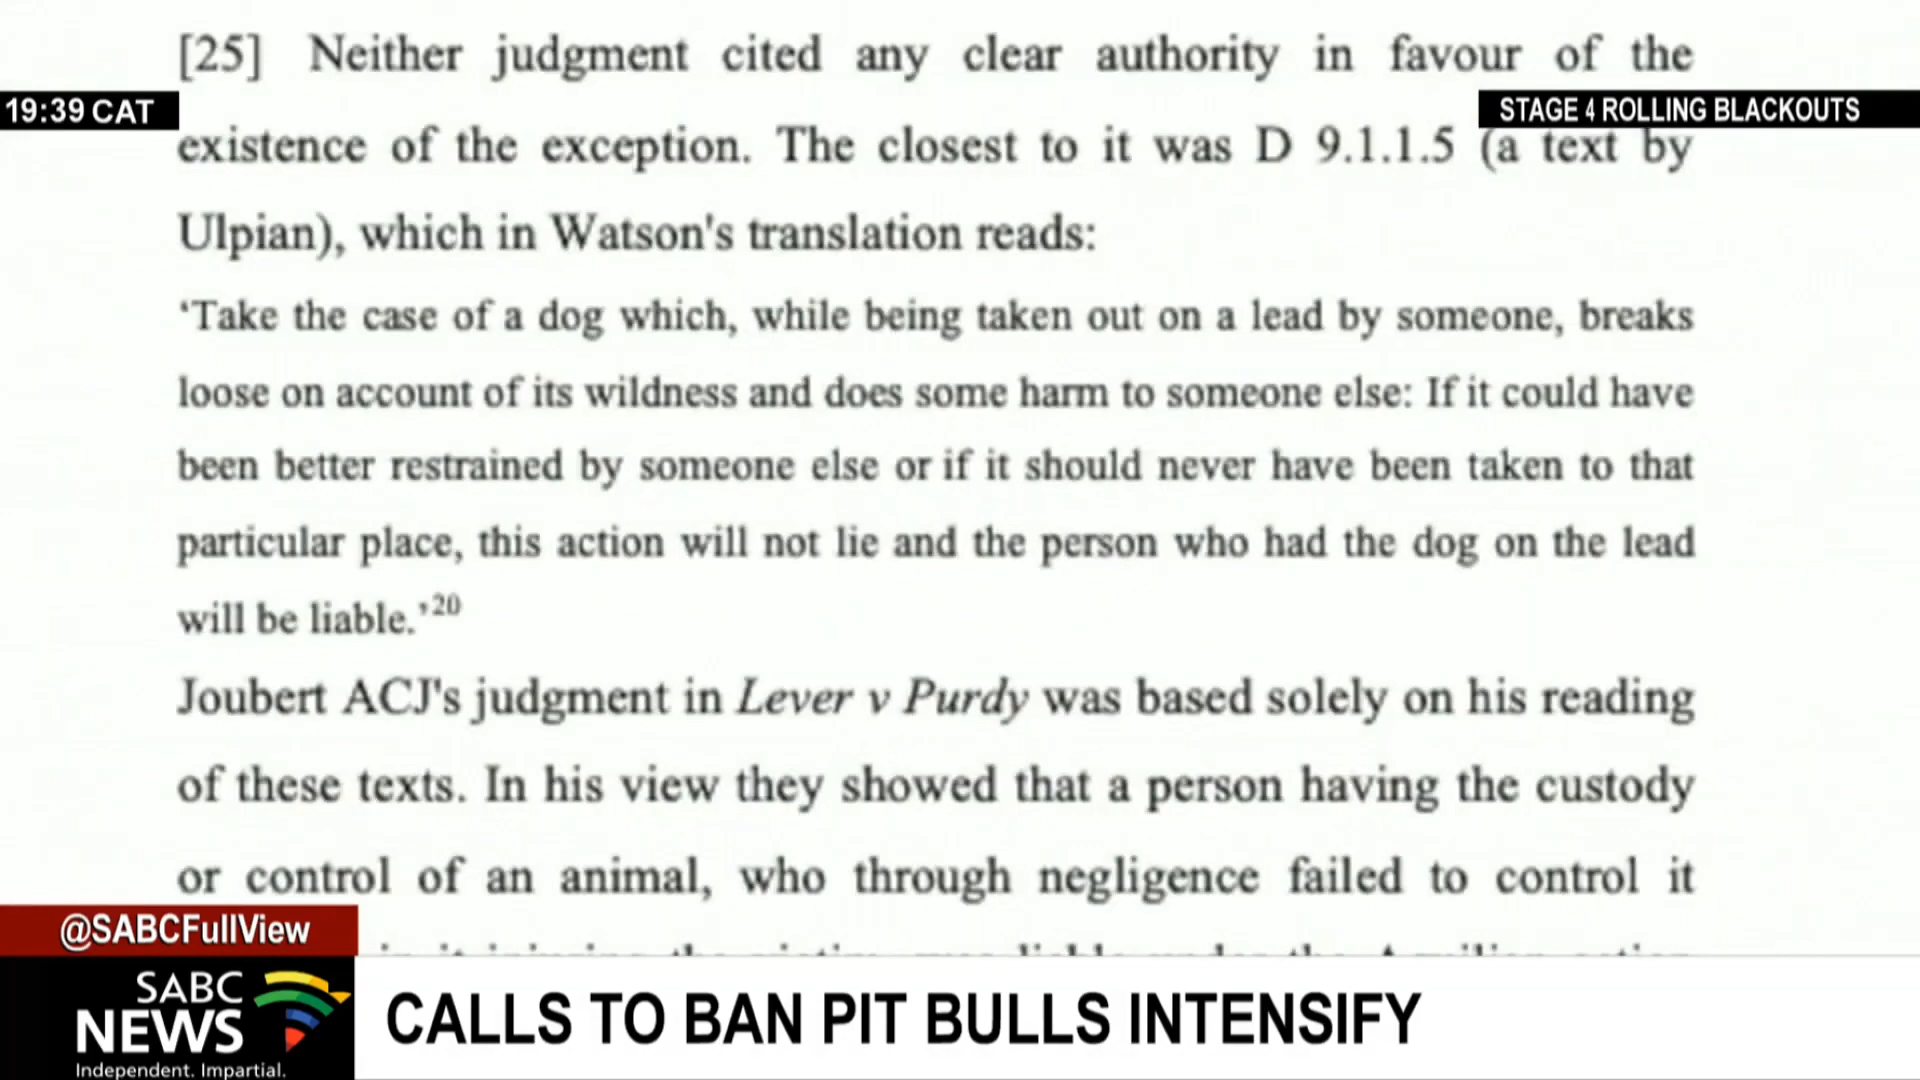 [25] Neither judgment cited any clear authority in favour of the
19:39 CAT
STAGE 4 ROLLING BLACKOUTS
existence of the exception. The closest to it was D 9.1.1.5 (a text by
Ulpian), which in Watson's translation reads:
‘Take the case of a dog which, while being taken out on a lead by someone, breaks
loose on account of its wildness and does some harm to someone else: If it could have
been better restrained by someone else or if it should never have been taken to that
particular place, this action will not lie and the person who had the dog on the lead
will be liable.’20
Joubert ACJ's judgment in Lever v Purdy was based solely on his reading
of these texts. In his view they showed that a person having the custody
or control of an animal, who through negligence failed to control it
@SABCFullView
SABC
NEWS
Independent. Impartial.
CALLS TO BAN PIT BULLS INTENSIFY